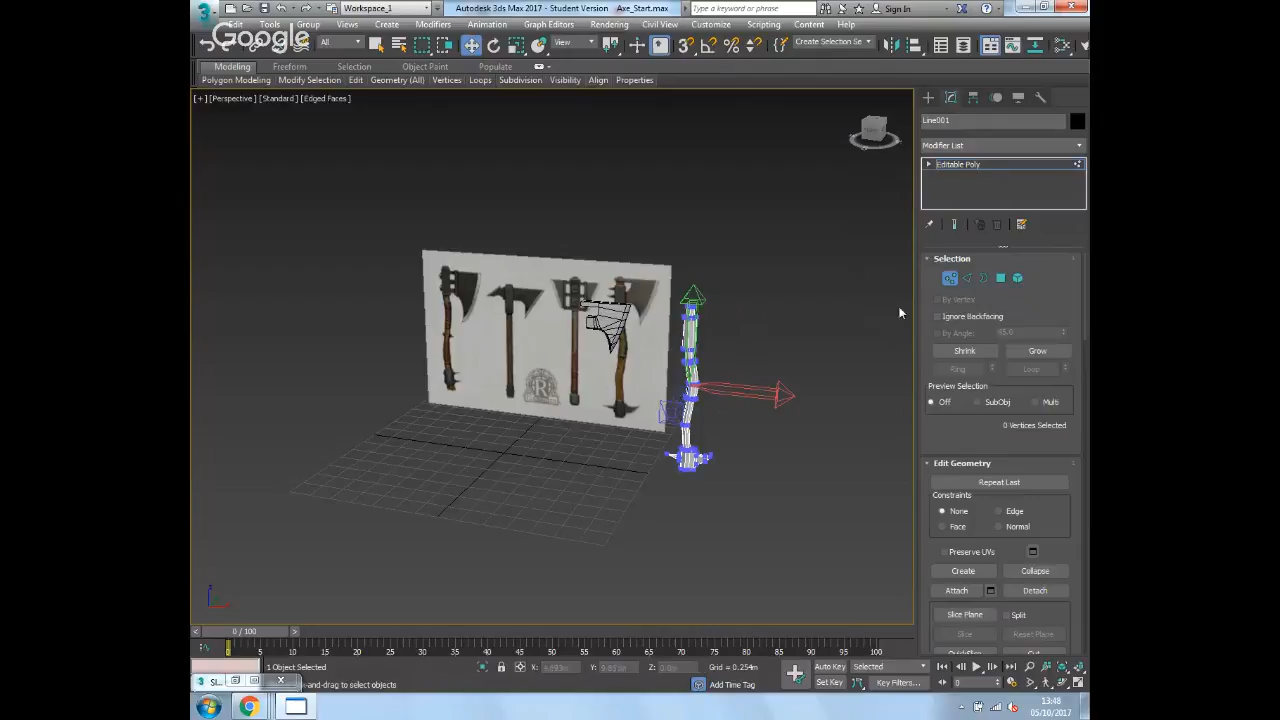 Autodesk 3ds Max 2017 - Student Version Axe_Start.max
Workspace_1
Type a keyword or phrase
Sign In
Google
Edit Tools Group Views Create Modifiers Animation Graph Editors Rendering Civil View Customize Scripting Content Help
All View Create Selection Se
Modeling Freeform Selection Object Paint Populate
Polygon Modeling Modify Selection Edit Geometry (All) Vertices Loops Subdivision Visibility Align Properties
[+] [Perspective] [Standard] [Edged Faces]
R
Line001
Modifier List
Editable Poly
Selection
By Vertex
Ignore Backfacing
By Angle: 45.0
Shrink Grow
Ring Loop
Preview Selection
Off SubObj Multi
0 Vertices Selected
Edit Geometry
Repeat Last
Constraints
None Edge
Face Normal
Preserve UVs
Create Collapse
Attach Detach
Slice Plane Split
Slice Reset Plane
QuickSlice Cut
0 / 100
0 5 10 15 20 25 30 35 40 45 50 55 60 65 70 75 80 85 90 95 100
1 Object Selected
X: Y: Z: Grid = 0.254m
Auto Key Selected
-and-drag to select objects
Add Time Tag
Set Key Key Filters... 0
13:48
05/10/2017